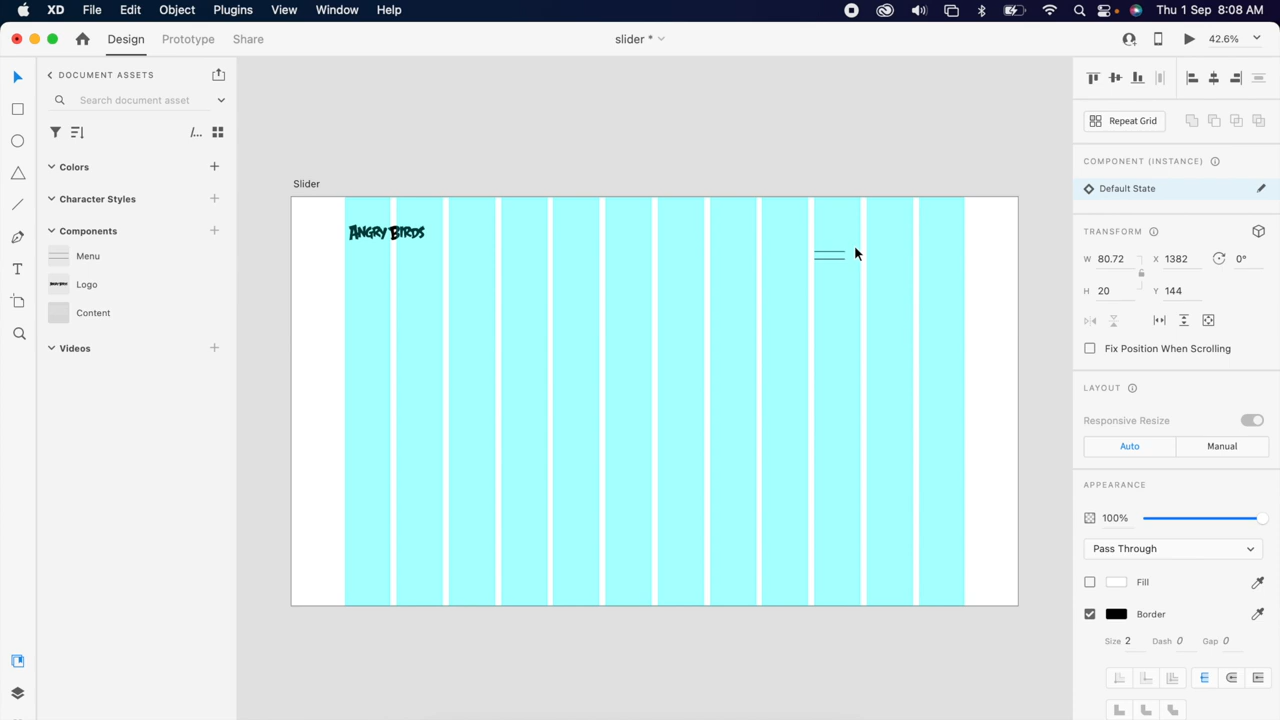 XD File Edit Object Plugins View Window Help Thu 1 Sep 8:08 AM
Design Prototype Share slider * 42.6%
DOCUMENT ASSETS
Search document asset
/...
Colors
Character Styles
Components
Menu
Logo
Content
Videos
Slider
ANGRY BIRDS
Repeat Grid
COMPONENT (INSTANCE)
Default State
TRANSFORM
W 80.72 X 1382 0°
H 20 Y 144
Fix Position When Scrolling
LAYOUT
Responsive Resize
Auto Manual
APPEARANCE
100%
Pass Through
Fill
Border
Size 2 Dash 0 Gap 0